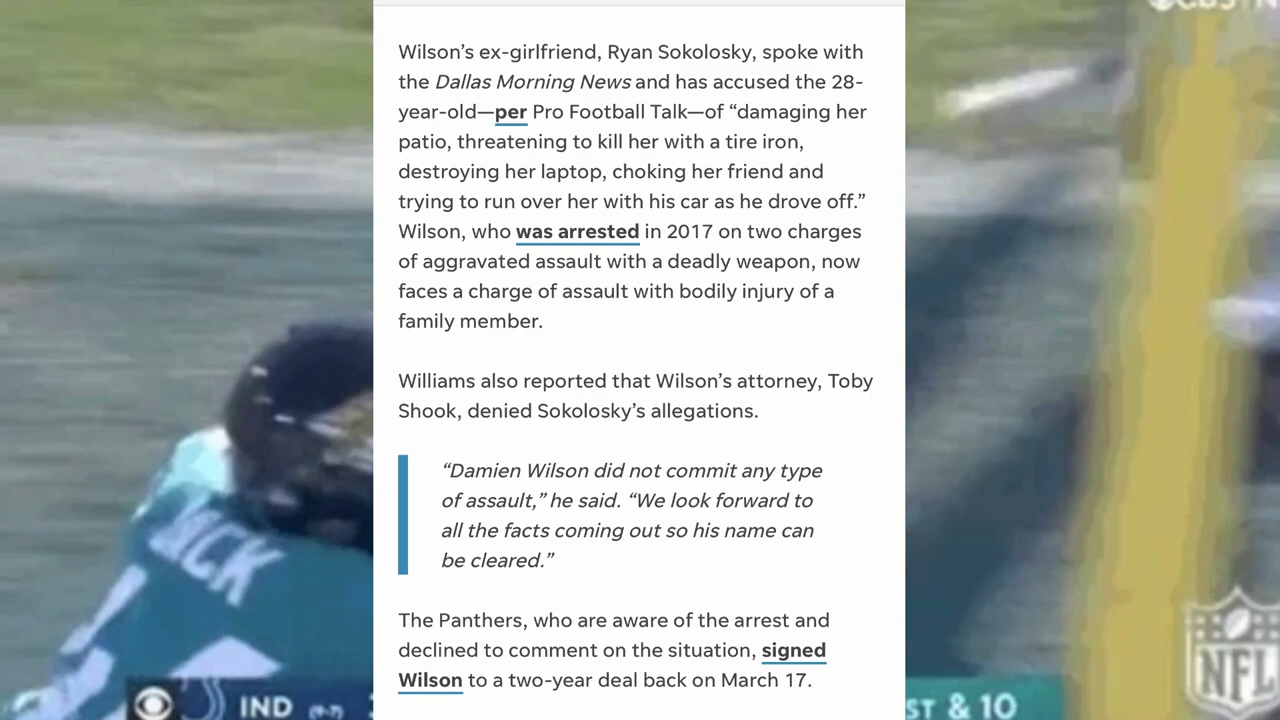 Wilson’s ex-girlfriend, Ryan Sokolosky, spoke with
the Dallas Morning News and has accused the 28-
year-old—per Pro Football Talk—of “damaging her
patio, threatening to kill her with a tire iron,
destroying her laptop, choking her friend and
trying to run over her with his car as he drove off.”
Wilson, who was arrested in 2017 on two charges
of aggravated assault with a deadly weapon, now
faces a charge of assault with bodily injury of a
family member.
Williams also reported that Wilson’s attorney, Toby
Shook, denied Sokolosky’s allegations.
“Damien Wilson did not commit any type
of assault,” he said. “We look forward to
all the facts coming out so his name can
be cleared.”
The Panthers, who are aware of the arrest and
declined to comment on the situation, signed
Wilson to a two-year deal back on March 17.
IND
ST & 10
NFL